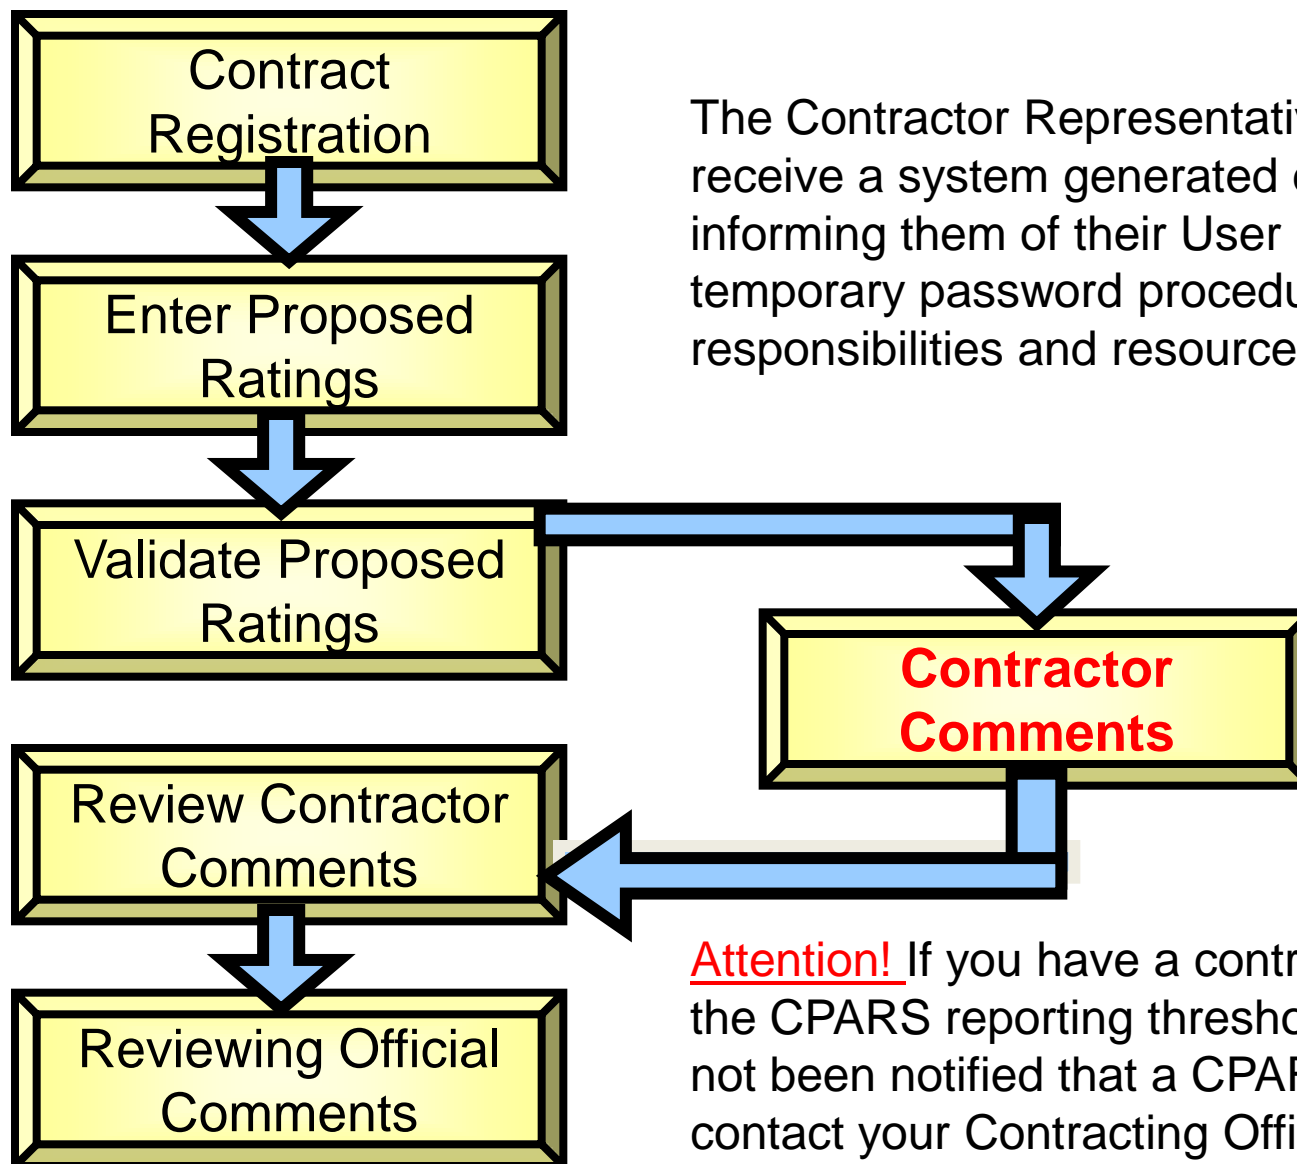 Contract
Registration
The Contractor Representati
receive a system generated
informing them of their User
temporary password procedu
responsibilities and resource
Enter Proposed
Ratings
Validate Proposed
Ratings
Contractor
Comments
Review Contractor
Comments
Attention! If you have a contr
the CPARS reporting thresho
not been notified that a CPAR
contact your Contracting Offi
Reviewing Official
Comments